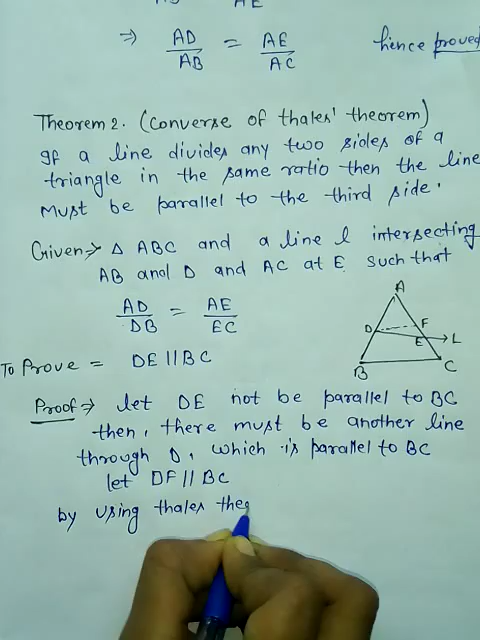 ⇒ AD/AB = AE/AC hence proved
Theorem 2. (converse of thales' theorem)
If a line divides any two sides of a
triangle in the same ratio then the line
must be parallel to the third side.
Given → Δ ABC and a line l intersecting
AB and D and AC at E such that
AD/DB = AE/EC
A
D
F
E
L
B
C
To Prove = DE || BC
Proof → let DE not be parallel to BC
then, there must be another line
through D, which is parallel to BC
let DF || BC
by using thales theo